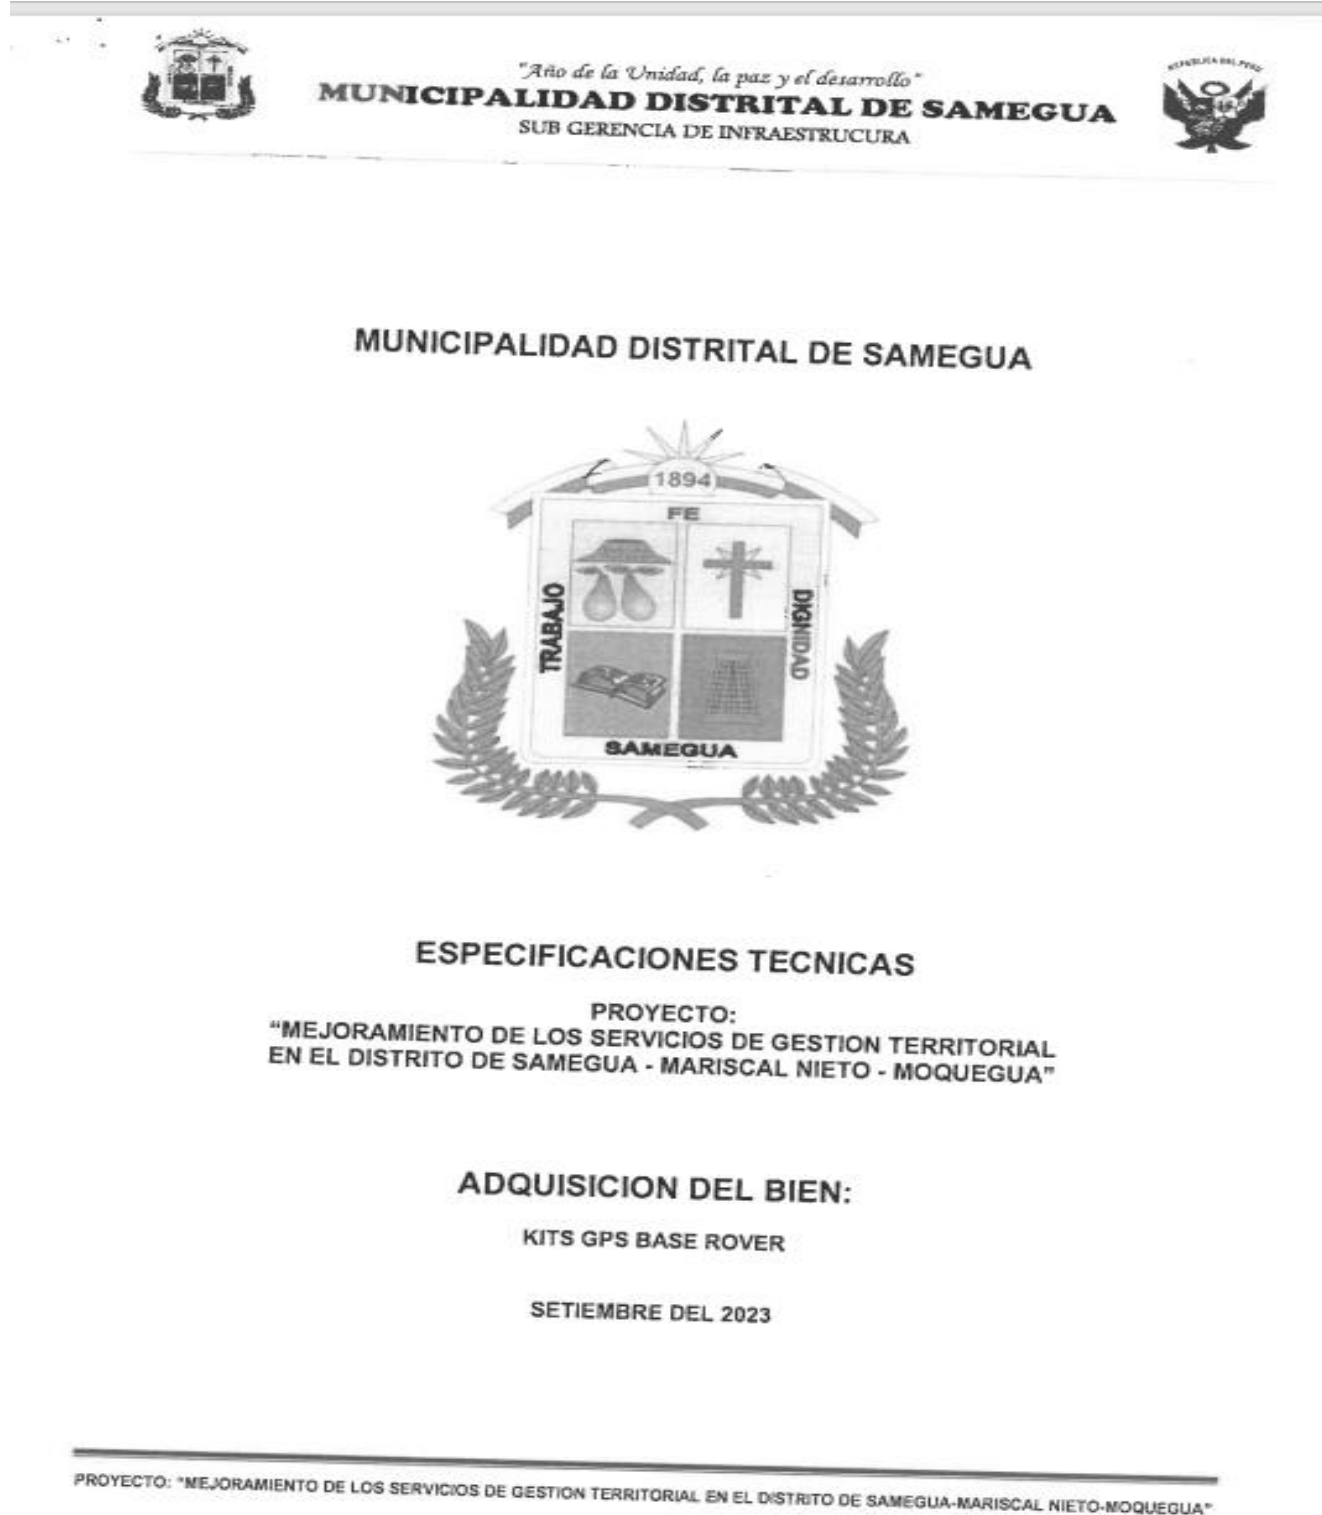 "Año de la Unidad, la paz y el desarrollo"
MUNICIPALIDAD DISTRITAL DE SAMEGUA
SUB GERENCIA DE INFRAESTRUCURA
REPUBLICA DEL PERU
MUNICIPALIDAD DISTRITAL DE SAMEGUA
1894
FE
TRABAJO
DIGNIDAD
SAMEGUA
ESPECIFICACIONES TECNICAS
PROYECTO:
“MEJORAMIENTO DE LOS SERVICIOS DE GESTION TERRITORIAL
EN EL DISTRITO DE SAMEGUA - MARISCAL NIETO - MOQUEGUA”
ADQUISICION DEL BIEN:
KITS GPS BASE ROVER
SETIEMBRE DEL 2023
PROYECTO: "MEJORAMIENTO DE LOS SERVICIOS DE GESTION TERRITORIAL EN EL DISTRITO DE SAMEGUA-MARISCAL NIETO-MOQUEGUA"